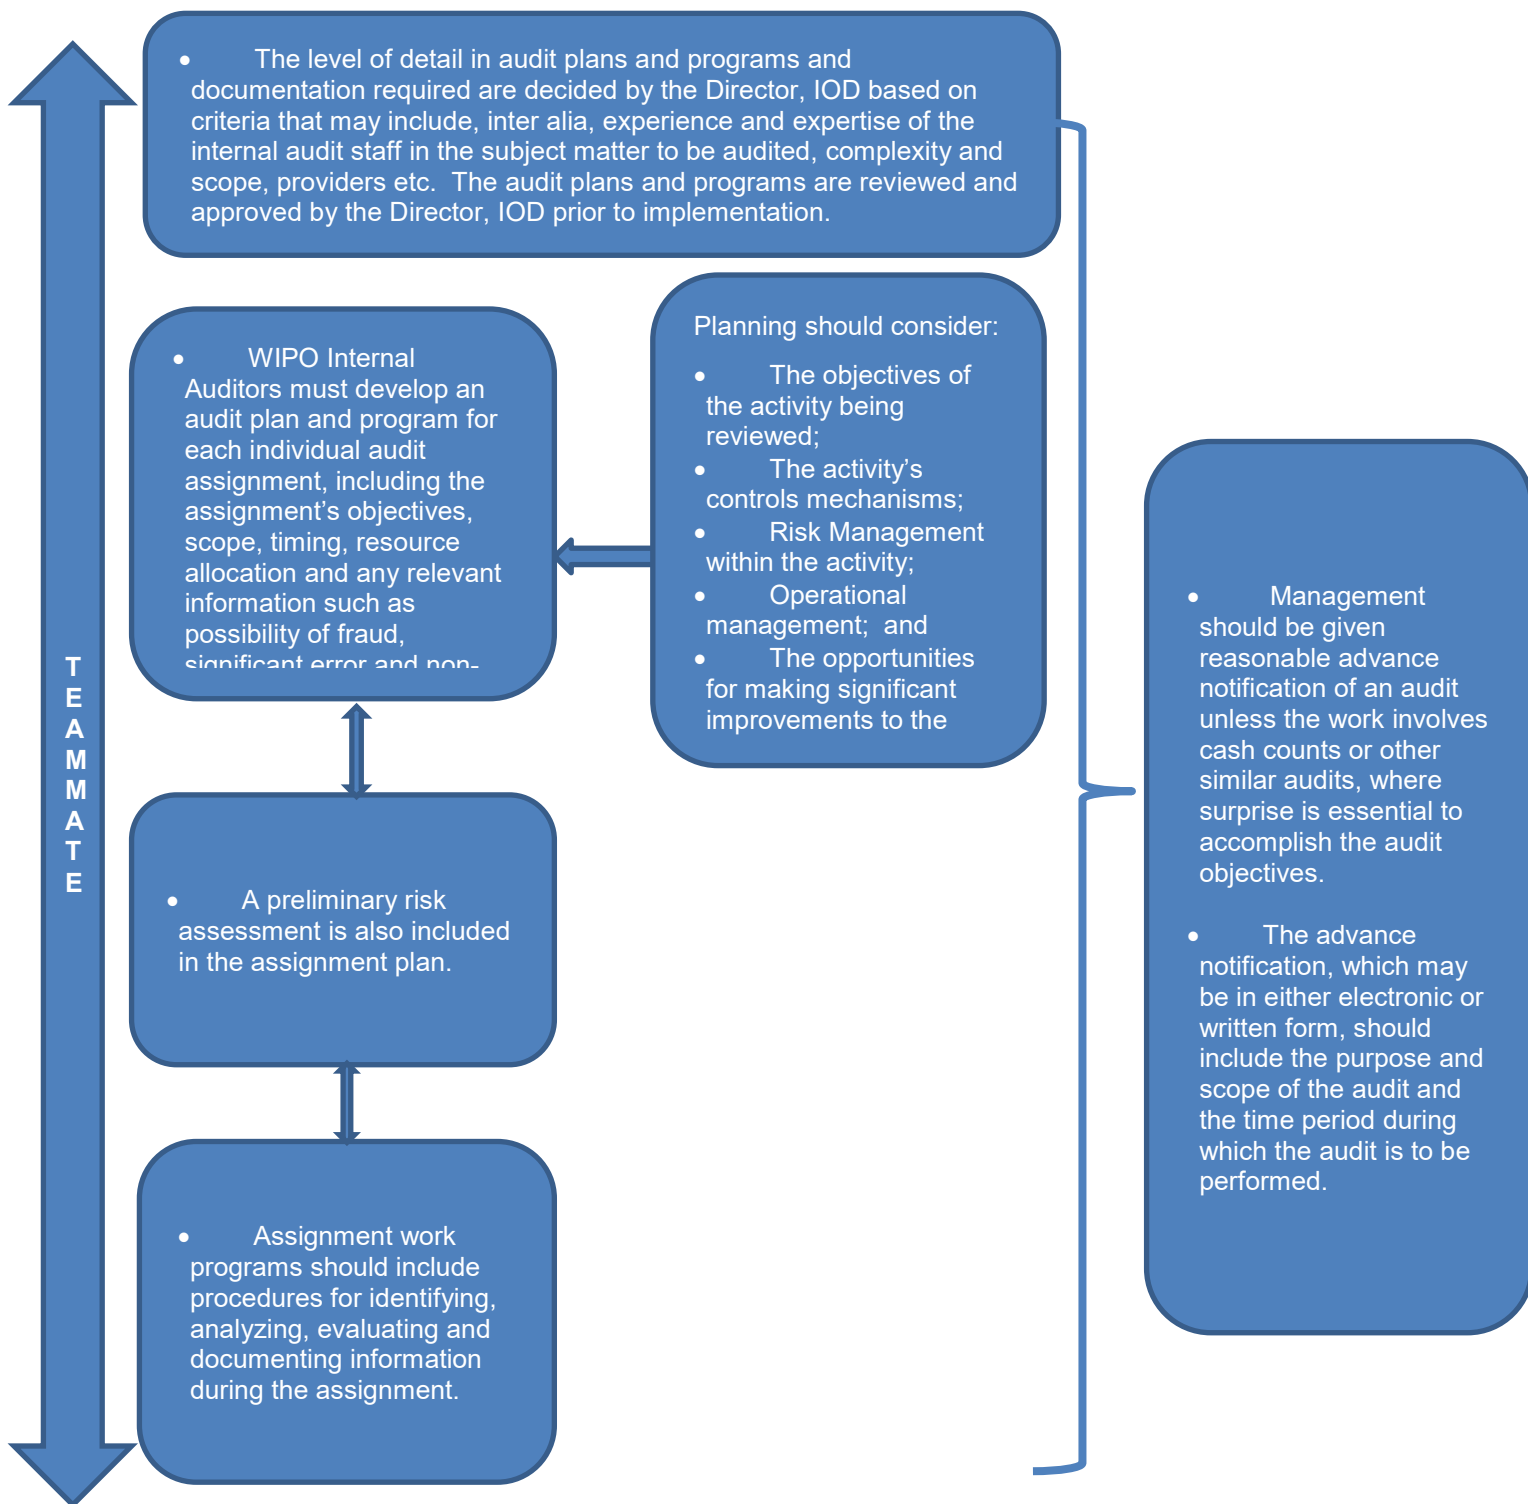 • The level of detail in audit plans and programs and
documentation required are decided by the Director, IOD based on
criteria that may include, inter alia, experience and expertise of the
internal audit staff in the subject matter to be audited, complexity and
scope, providers etc. The audit plans and programs are reviewed and
approved by the Director, IOD prior to implementation.
• WIPO Internal
Auditors must develop an
audit plan and program for
each individual audit
assignment, including the
assignment's objectives,
scope, timing, resource
allocation and any relevant
information such as
possibility of fraud,
significant error and non-
Planning should consider:
• The objectives of
the activity being
reviewed;
• The activity's
controls mechanisms;
• Risk Management
within the activity;
• Operational
management; and
• The opportunities
for making significant
improvements to the
T
E
A
M
M
A
T
E
• A preliminary risk
assessment is also included
in the assignment plan.
• Assignment work
programs should include
procedures for identifying,
analyzing, evaluating and
documenting information
during the assignment.
• Management
should be given
reasonable advance
notification of an audit
unless the work involves
cash counts or other
similar audits, where
surprise is essential to
accomplish the audit
objectives.
• The advance
notification, which may
be in either electronic or
written form, should
include the purpose and
scope of the audit and
the time period during
which the audit is to be
performed.